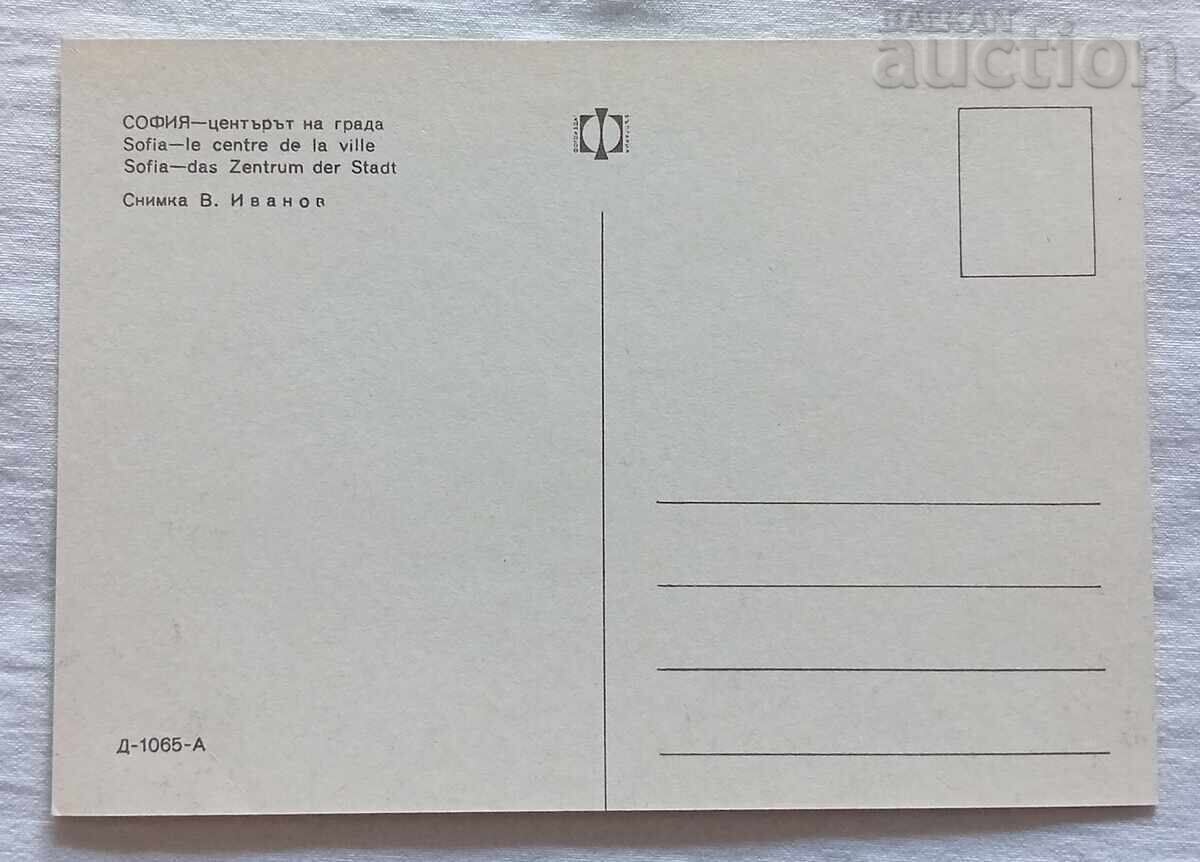 BALKAN
auction
СОФИЯ—центърът на града
Sofia—le centre de la ville
Sofia—das Zentrum der Stadt
Снимка В. Иванов
Д-1065-А